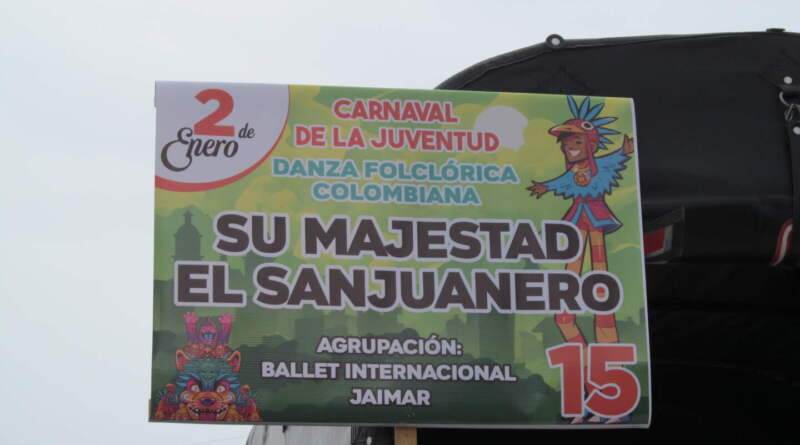 2 de
Enero
CARNAVAL
DE LA JUVENTUD
DANZA FOLCLÓRICA
COLOMBIANA
SU MAJESTAD
EL SANJUANERO
AGRUPACIÓN:
BALLET INTERNACIONAL
JAIMAR
15